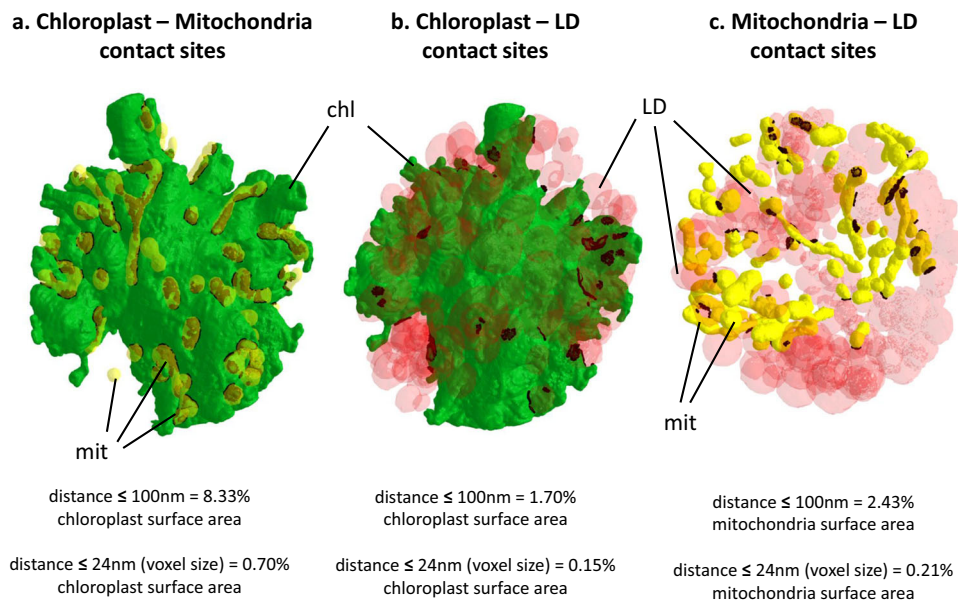 a. Chloroplast – Mitochondria
contact sites
b. Chloroplast – LD
contact sites
c. Mitochondria – LD
contact sites
chl
LD
mit
mit
distance ≤ 100nm = 8.33%
chloroplast surface area
distance ≤ 24nm (voxel size) = 0.70%
chloroplast surface area
distance ≤ 100nm = 1.70%
chloroplast surface area
distance ≤ 24nm (voxel size) = 0.15%
chloroplast surface area
distance ≤ 100nm = 2.43%
mitochondria surface area
distance ≤ 24nm (voxel size) = 0.21%
mitochondria surface area